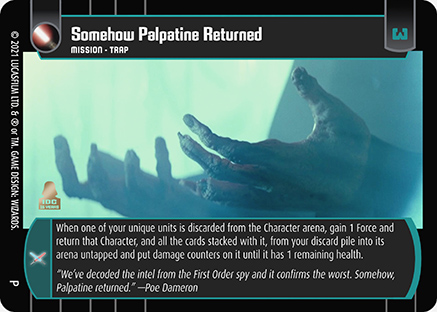 Somehow Palpatine Returned
MISSION - TRAP
3
When one of your unique units is discarded from the Character arena, gain 1 Force and
return that Character, and all the cards stacked with it, from your discard pile into its
arena untapped and put damage counters on it until it has 1 remaining health.
“We’ve decoded the intel from the First Order spy and it confirms the worst. Somehow,
Palpatine returned.” —Poe Dameron
© 2021 LUCASFILM LTD. & ® or TM. GAME DESIGN: WIZARDS.
P